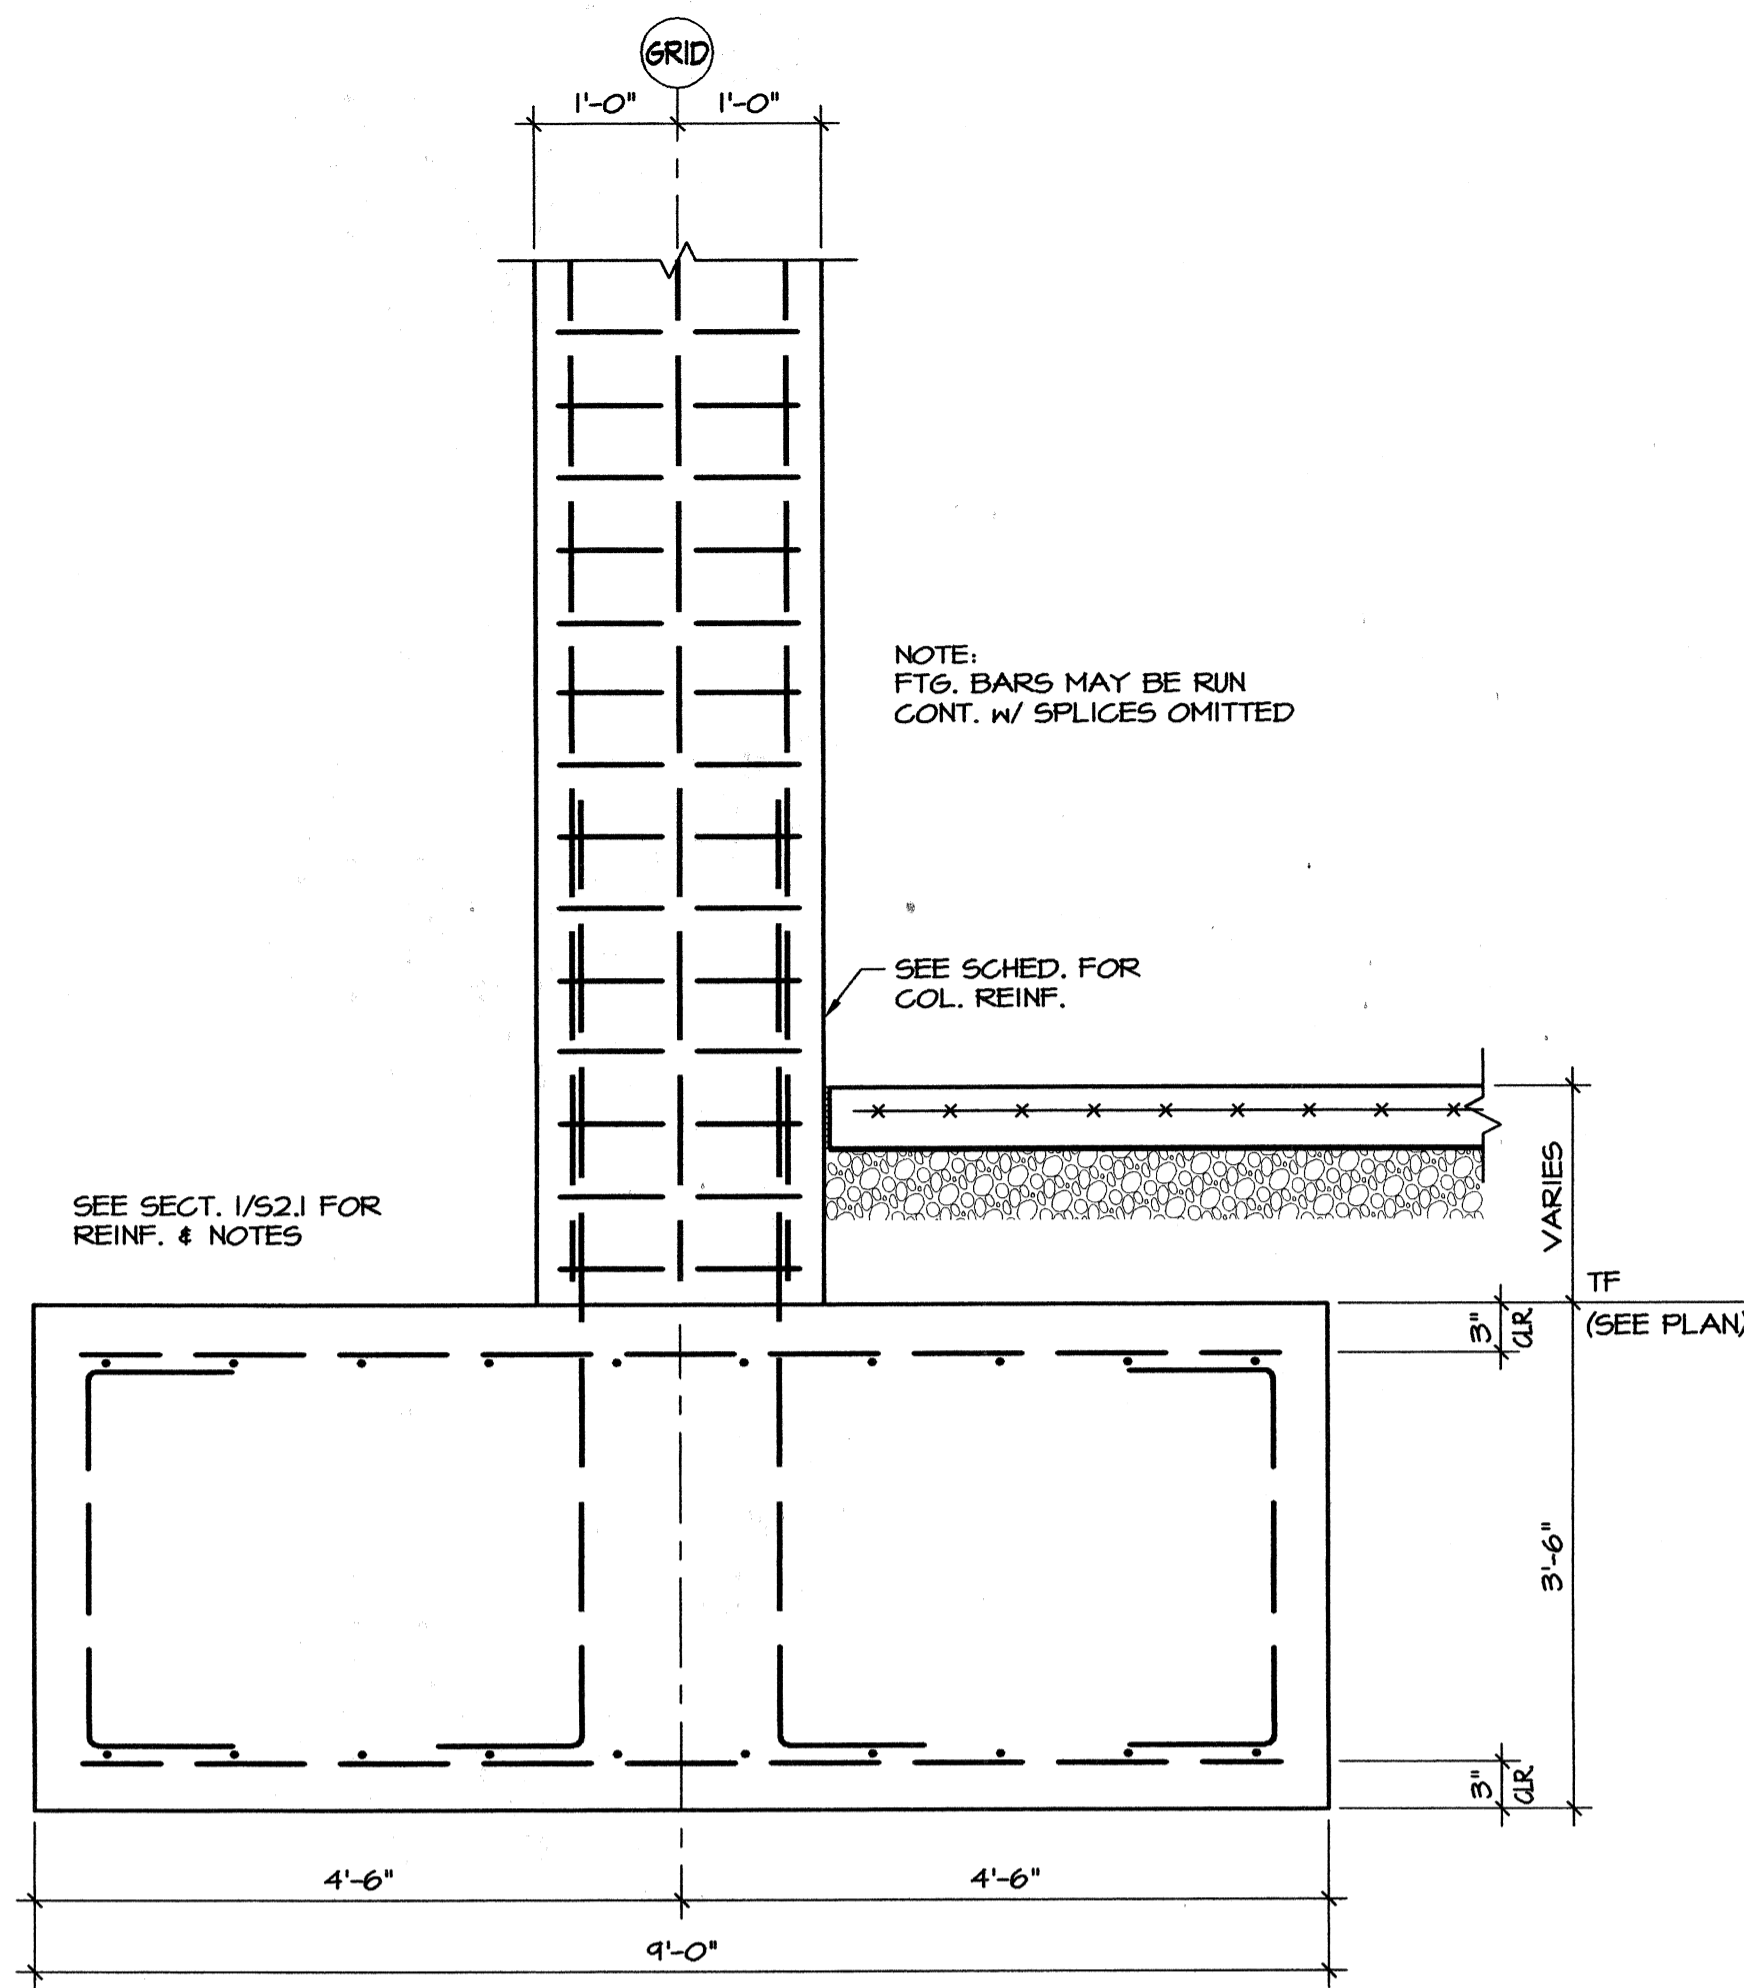 GRID
1'-0" 1'-0"
NOTE:
FTG. BARS MAY BE RUN
CONT. w/ SPLICES OMITTED
SEE SCHED. FOR
COL. REINF.
SEE SECT. 1/S2.1 FOR
REINF. & NOTES
VARIES
TF
(SEE PLAN)
3" CLR.
3'-6"
3" CLR.
4'-6" 4'-6"
9'-0"